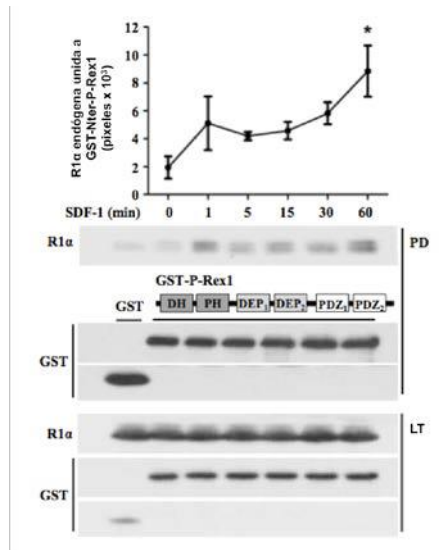 R1α endógena unida a
GST-Nter-P-Rex1
(pixeles x 10³)
12
10
8
6
4
2
0
*
SDF-1 (min) 0 1 5 15 30 60
R1α
PD
GST-P-Rex1
GST
DH PH DEP₁ DEP₂ PDZ₁ PDZ₂
GST
R1α
LT
GST